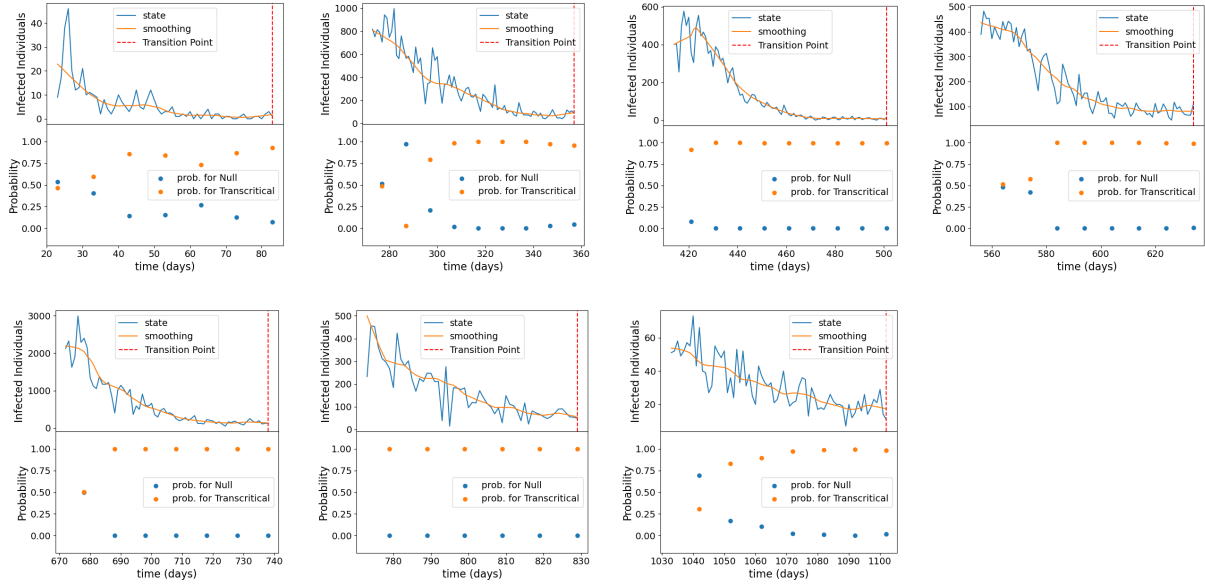 Infected Individuals
40
30
20
10
0
state
smoothing
Transition Point
Probability
1.00
0.75
0.50
0.25
0.00
prob. for Null
prob. for Transcritical
20 30 40 50 60 70 80
time (days)
Infected Individuals
1000
800
600
400
200
0
state
smoothing
Transition Point
Probability
1.00
0.75
0.50
0.25
0.00
prob. for Null
prob. for Transcritical
280 300 320 340 360
time (days)
Infected Individuals
600
400
200
0
state
smoothing
Transition Point
Probability
1.00
0.75
0.50
0.25
0.00
prob. for Null
prob. for Transcritical
420 440 460 480 500
time (days)
Infected Individuals
500
400
300
200
100
state
smoothing
Transition Point
Probability
1.00
0.75
0.50
0.25
0.00
prob. for Null
prob. for Transcritical
560 580 600 620
time (days)
Infected Individuals
3000
2000
1000
0
state
smoothing
Transition Point
Probability
1.00
0.75
0.50
0.25
0.00
prob. for Null
prob. for Transcritical
670 680 690 700 710 720 730 740
time (days)
Infected Individuals
500
400
300
200
100
0
state
smoothing
Transition Point
Probability
1.00
0.75
0.50
0.25
0.00
prob. for Null
prob. for Transcritical
780 790 800 810 820 830
time (days)
Infected Individuals
60
40
20
state
smoothing
Transition Point
Probability
1.00
0.75
0.50
0.25
0.00
prob. for Null
prob. for Transcritical
1030 1040 1050 1060 1070 1080 1090 1100
time (days)